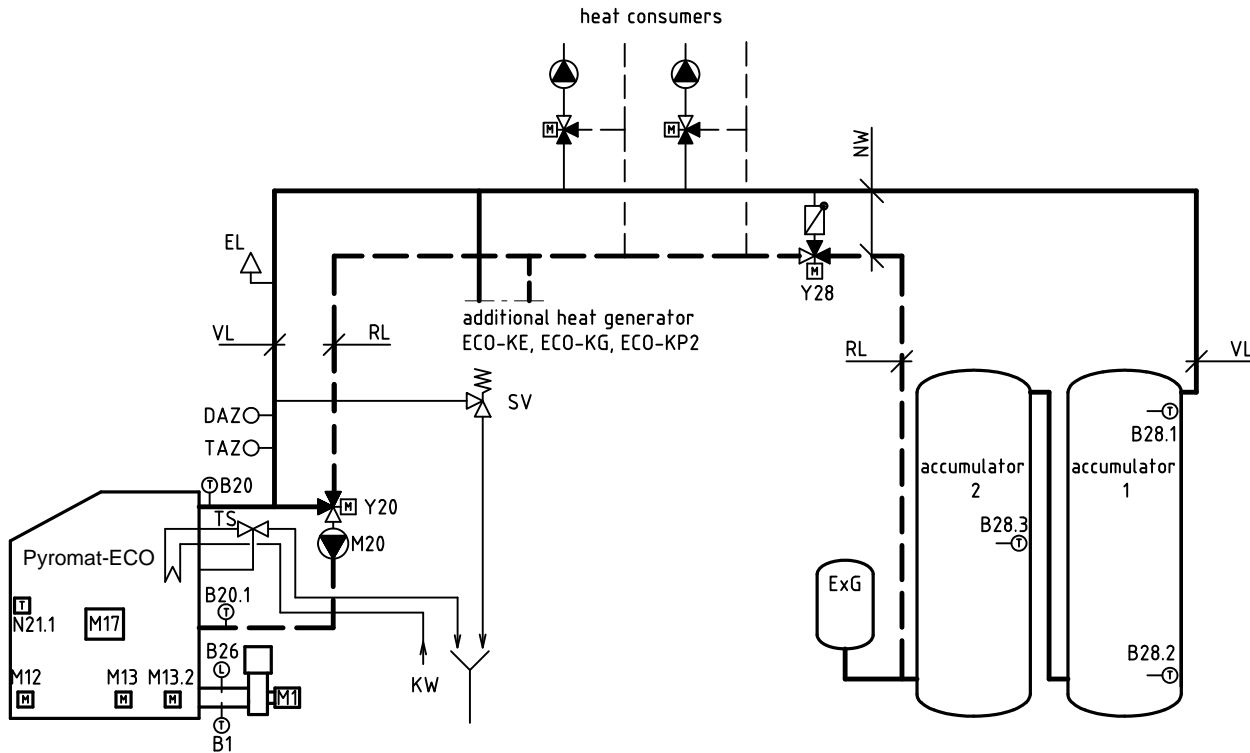 heat consumers
M
M
NW
EL
M
Y28
additional heat generator
ECO-KE, ECO-KG, ECO-KP2
VL
RL
RL
VL
SV
DAZ
TAZ
T
B28.1
T
B20
accumulator
2
accumulator
1
M
Y20
TS
B28.3
T
M20
Pyromat-ECO
ExG
B20.1
T
T
N21.1
M17
B26
L
B28.2
T
M12
M
M13
M
M13.2
M
M1
KW
T
B1